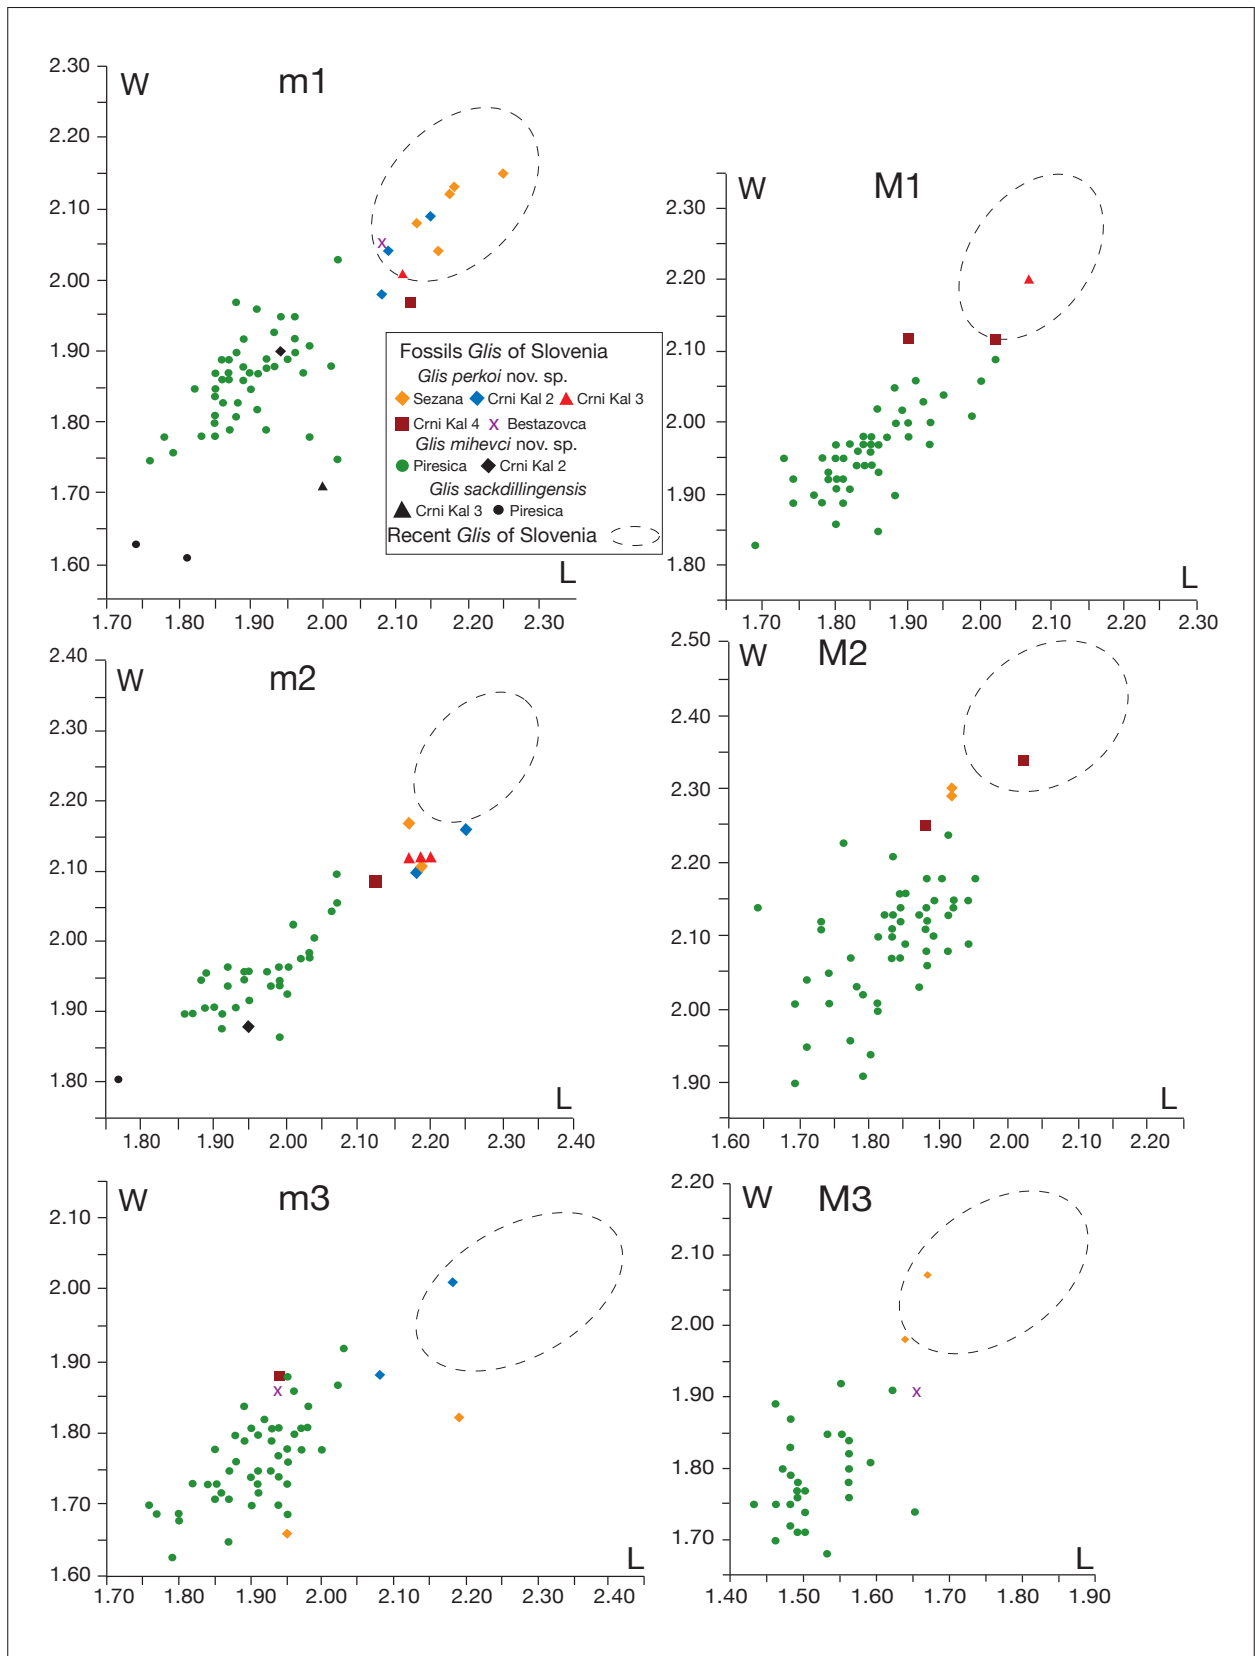 W
m1
2.30
2.20
2.10
2.00
1.90
1.80
1.70
1.60
1.70 1.80 1.90 2.00 2.10 2.20 2.30
L
Fossils Glis of Slovenia
Glis perkoi nov. sp.
Sezana Crni Kal 2 Crni Kal 3
Crni Kal 4 x Bestazovca
Glis mihevci nov. sp.
Piresica Crni Kal 2
Glis sackdillingensis
Crni Kal 3 Piresica
Recent Glis of Slovenia
x
W
M1
2.30
2.20
2.10
2.00
1.90
1.80
1.70 1.80 1.90 2.00 2.10 2.20 2.30
L
W
m2
2.40
2.30
2.20
2.10
2.00
1.90
1.80
1.80 1.90 2.00 2.10 2.20 2.30 2.40
L
W
M2
2.50
2.40
2.30
2.20
2.10
2.00
1.90
1.60 1.70 1.80 1.90 2.00 2.10 2.20
L
W
m3
2.10
2.00
1.90
1.80
1.70
1.60
1.70 1.80 1.90 2.00 2.10 2.20 2.30 2.40
L
x
W
M3
2.20
2.10
2.00
1.90
1.80
1.70
1.40 1.50 1.60 1.70 1.80 1.90
L
x